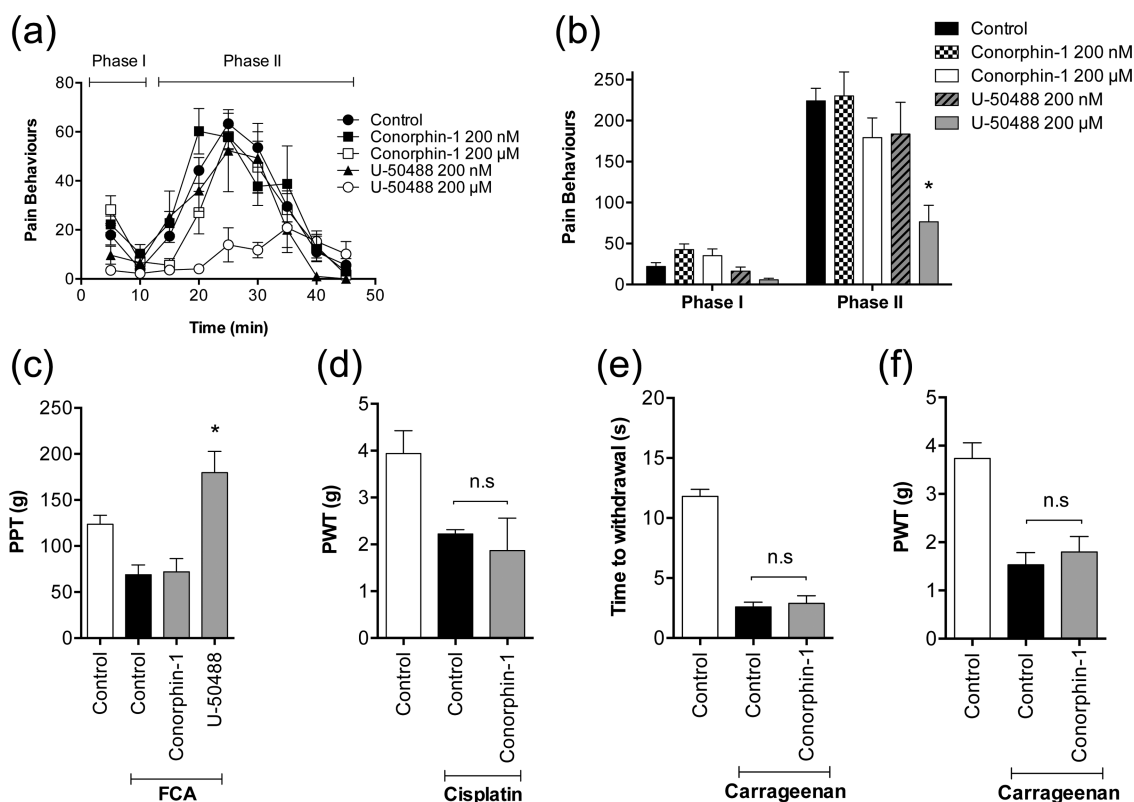 (a)
Phase I
Phase II
80
60
40
20
0
0
10
20
30
40
50
Pain Behaviours
Time (min)
Control
Conorphin-1 200 nM
Conorphin-1 200 µM
U-50488 200 nM
U-50488 200 µM
(b)
Control
Conorphin-1 200 nM
Conorphin-1 200 µM
U-50488 200 nM
U-50488 200 µM
250
200
150
100
50
0
Pain Behaviours
*
Phase I
Phase II
(c)
250
200
150
100
50
0
PPT (g)
*
Control
Control
Conorphin-1
U-50488
FCA
(d)
5
4
3
2
1
0
PWT (g)
n.s
Control
Control
Conorphin-1
Cisplatin
(e)
20
15
10
5
0
Time to withdrawal (s)
n.s
Control
Control
Conorphin-1
Carrageenan
(f)
5
4
3
2
1
0
PWT (g)
n.s
Control
Control
Conorphin-1
Carrageenan